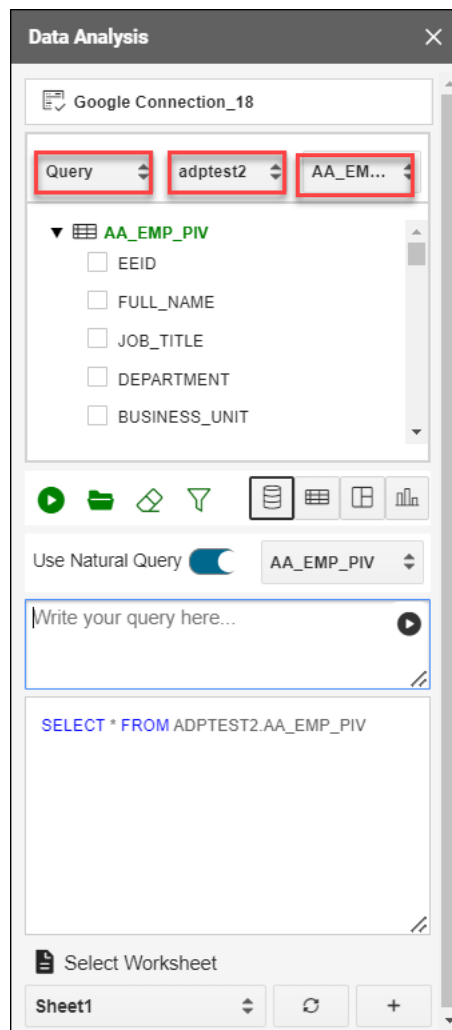 Data Analysis
Google Connection_18
Query adptest2 AA_EM...
AA_EMP_PIV
EEID
FULL_NAME
JOB_TITLE
DEPARTMENT
BUSINESS_UNIT
Use Natural Query AA_EMP_PIV
Write your query here...
SELECT * FROM ADPTEST2.AA_EMP_PIV
Select Worksheet
Sheet1